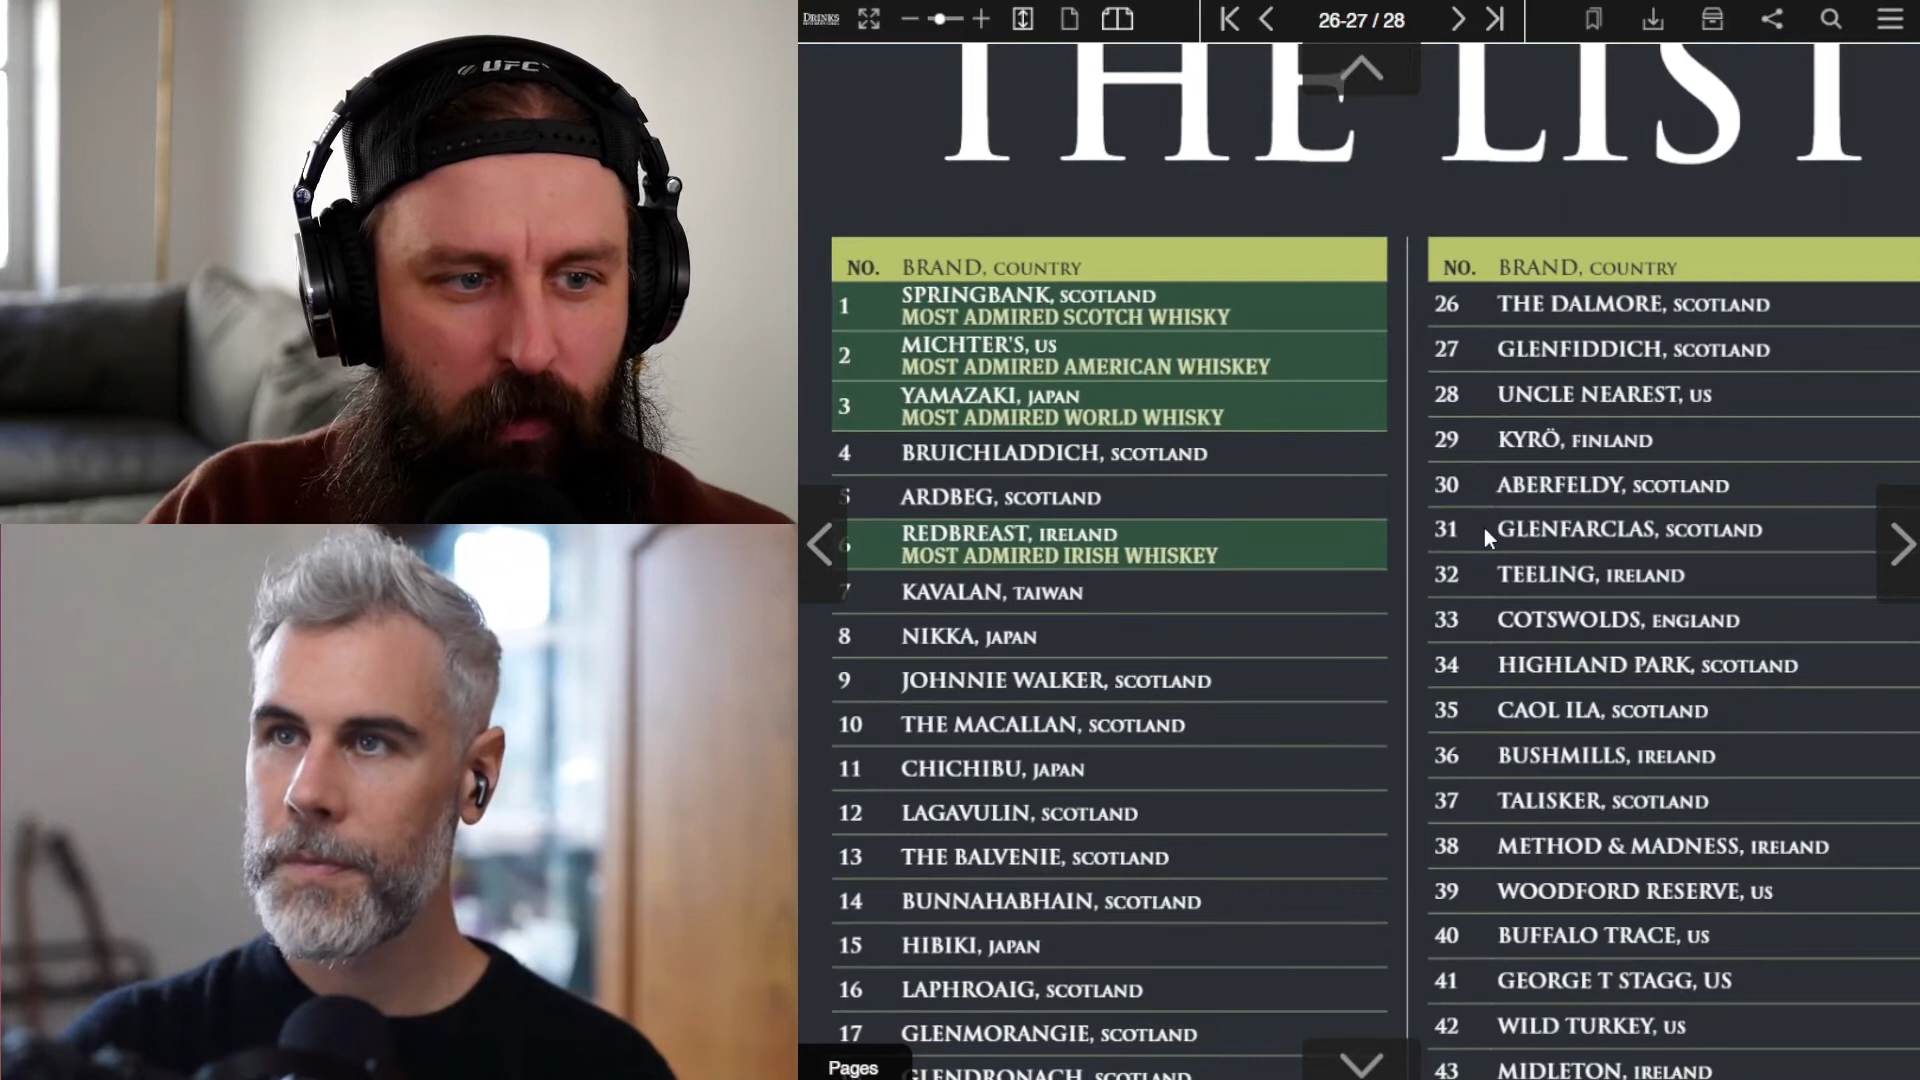 UFC
DRINKS
26-27 / 28
THE LIST
NO. BRAND, COUNTRY
1 SPRINGBANK, SCOTLAND
MOST ADMIRED SCOTCH WHISKY
2 MICHTER'S, US
MOST ADMIRED AMERICAN WHISKEY
3 YAMAZAKI, JAPAN
MOST ADMIRED WORLD WHISKY
4 BRUICHLADDICH, SCOTLAND
5 ARDBEG, SCOTLAND
6 REDBREAST, IRELAND
MOST ADMIRED IRISH WHISKEY
7 KAVALAN, TAIWAN
8 NIKKA, JAPAN
9 JOHNNIE WALKER, SCOTLAND
10 THE MACALLAN, SCOTLAND
11 CHICHIBU, JAPAN
12 LAGAVULIN, SCOTLAND
13 THE BALVENIE, SCOTLAND
14 BUNNAHABHAIN, SCOTLAND
15 HIBIKI, JAPAN
16 LAPHROAIG, SCOTLAND
17 GLENMORANGIE, SCOTLAND
GLENDRONACH, SCOTLAND
Pages
NO. BRAND, COUNTRY
26 THE DALMORE, SCOTLAND
27 GLENFIDDICH, SCOTLAND
28 UNCLE NEAREST, US
29 KYRÖ, FINLAND
30 ABERFELDY, SCOTLAND
31 GLENFARCLAS, SCOTLAND
32 TEELING, IRELAND
33 COTSWOLDS, ENGLAND
34 HIGHLAND PARK, SCOTLAND
35 CAOL ILA, SCOTLAND
36 BUSHMILLS, IRELAND
37 TALISKER, SCOTLAND
38 METHOD & MADNESS, IRELAND
39 WOODFORD RESERVE, US
40 BUFFALO TRACE, US
41 GEORGE T STAGG, US
42 WILD TURKEY, US
43 MIDLETON, IRELAND